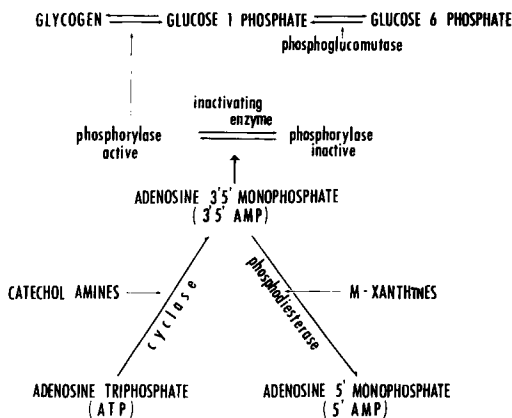 GLYCOGEN GLUCOSE 1 PHOSPHATE GLUCOSE 6 PHOSPHATE
phosphoglucomutase
inactivating
enzyme
phosphorylase phosphorylase
active inactive
ADENOSINE 3'5' MONOPHOSPHATE
(3'5' AMP)
CATECHOL AMINES cyclase phosphodiesterase M-XANTHINES
ADENOSINE TRIPHOSPHATE ADENOSINE 5' MONOPHOSPHATE
(ATP) (5' AMP)